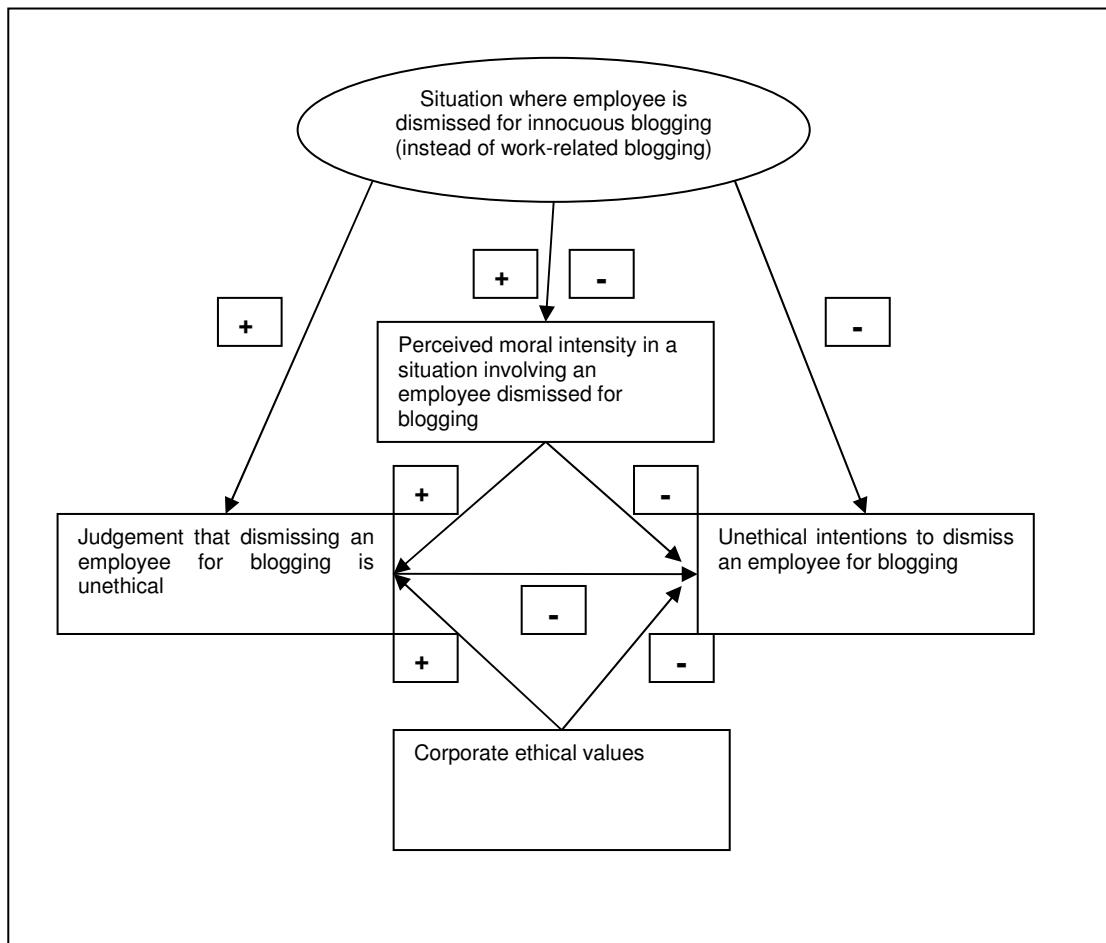 Situation where employee is
dismissed for innocuous blogging
(instead of work-related blogging)
+
-
+
-
Perceived moral intensity in a
situation involving an
employee dismissed for
blogging
+
-
Judgement that dismissing an
employee for blogging is
unethical
Unethical intentions to dismiss
an employee for blogging
-
+
-
Corporate ethical values